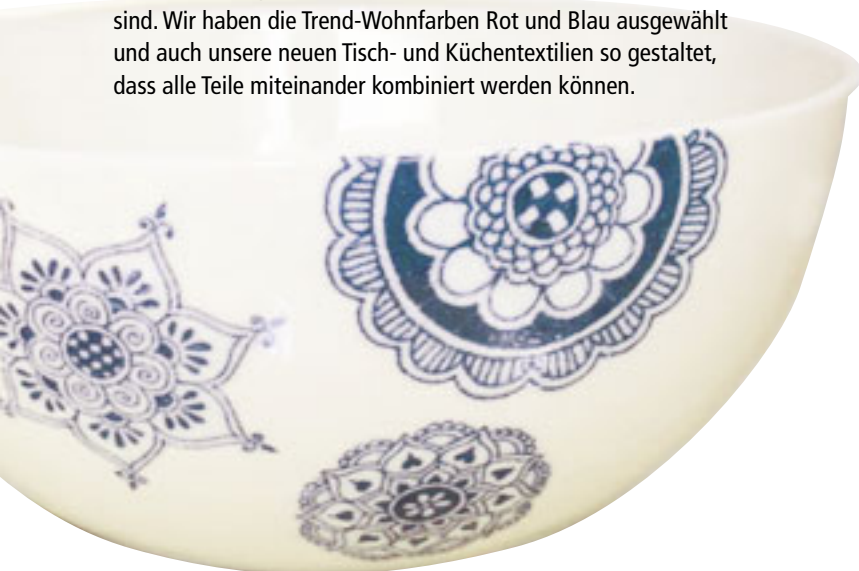 sind. Wir haben die Trend-Wohnfarben Rot und Blau ausgewählt
und auch unsere neuen Tisch- und Küchentextilien so gestaltet,
dass alle Teile miteinander kombiniert werden können.